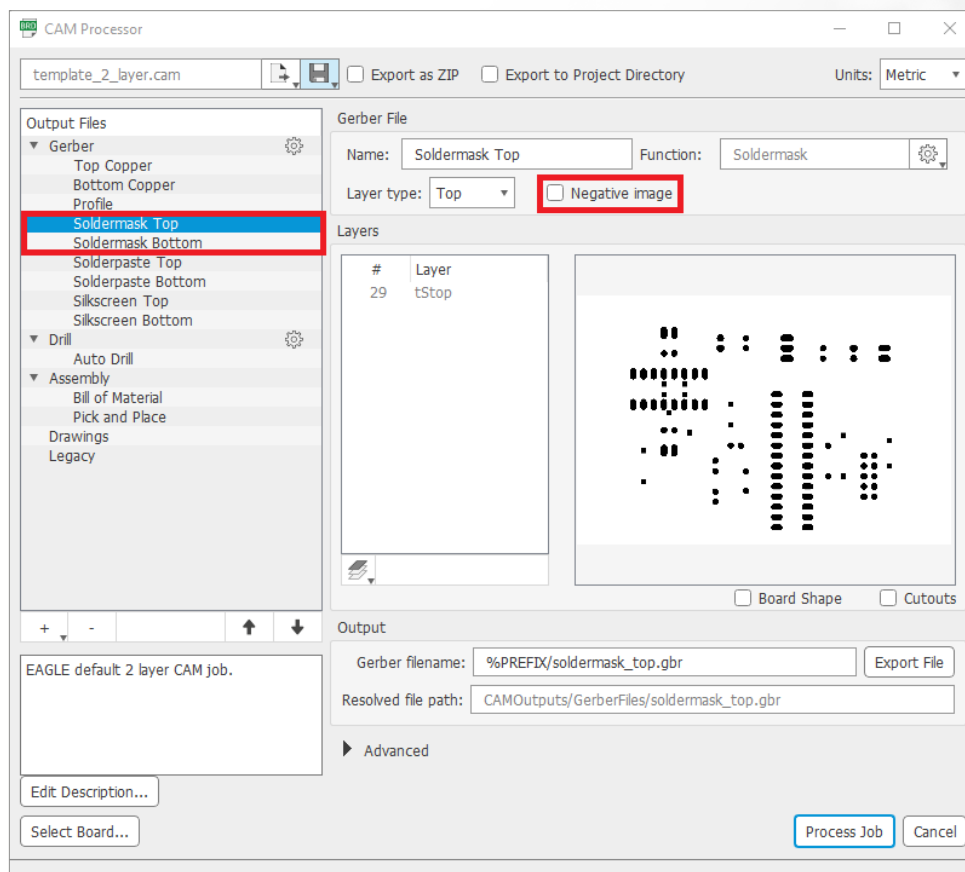 CAM Processor
template_2_layer.cam
Export as ZIP
Export to Project Directory
Units:
Metric
Output Files
Gerber
Top Copper
Bottom Copper
Profile
Soldermask Top
Soldermask Bottom
Solderpaste Top
Solderpaste Bottom
Silkscreen Top
Silkscreen Bottom
Drill
Auto Drill
Assembly
Bill of Material
Pick and Place
Drawings
Legacy
+
-
EAGLE default 2 layer CAM job.
Edit Description...
Select Board...
Gerber File
Name:
Soldermask Top
Function:
Soldermask
Layer type:
Top
Negative image
Layers
# Layer
29 tStop
Board Shape
Cutouts
Output
Gerber filename:
%PREFIX/soldermask_top.gbr
Export File
Resolved file path:
CAMOutputs/GerberFiles/soldermask_top.gbr
Advanced
Process Job
Cancel